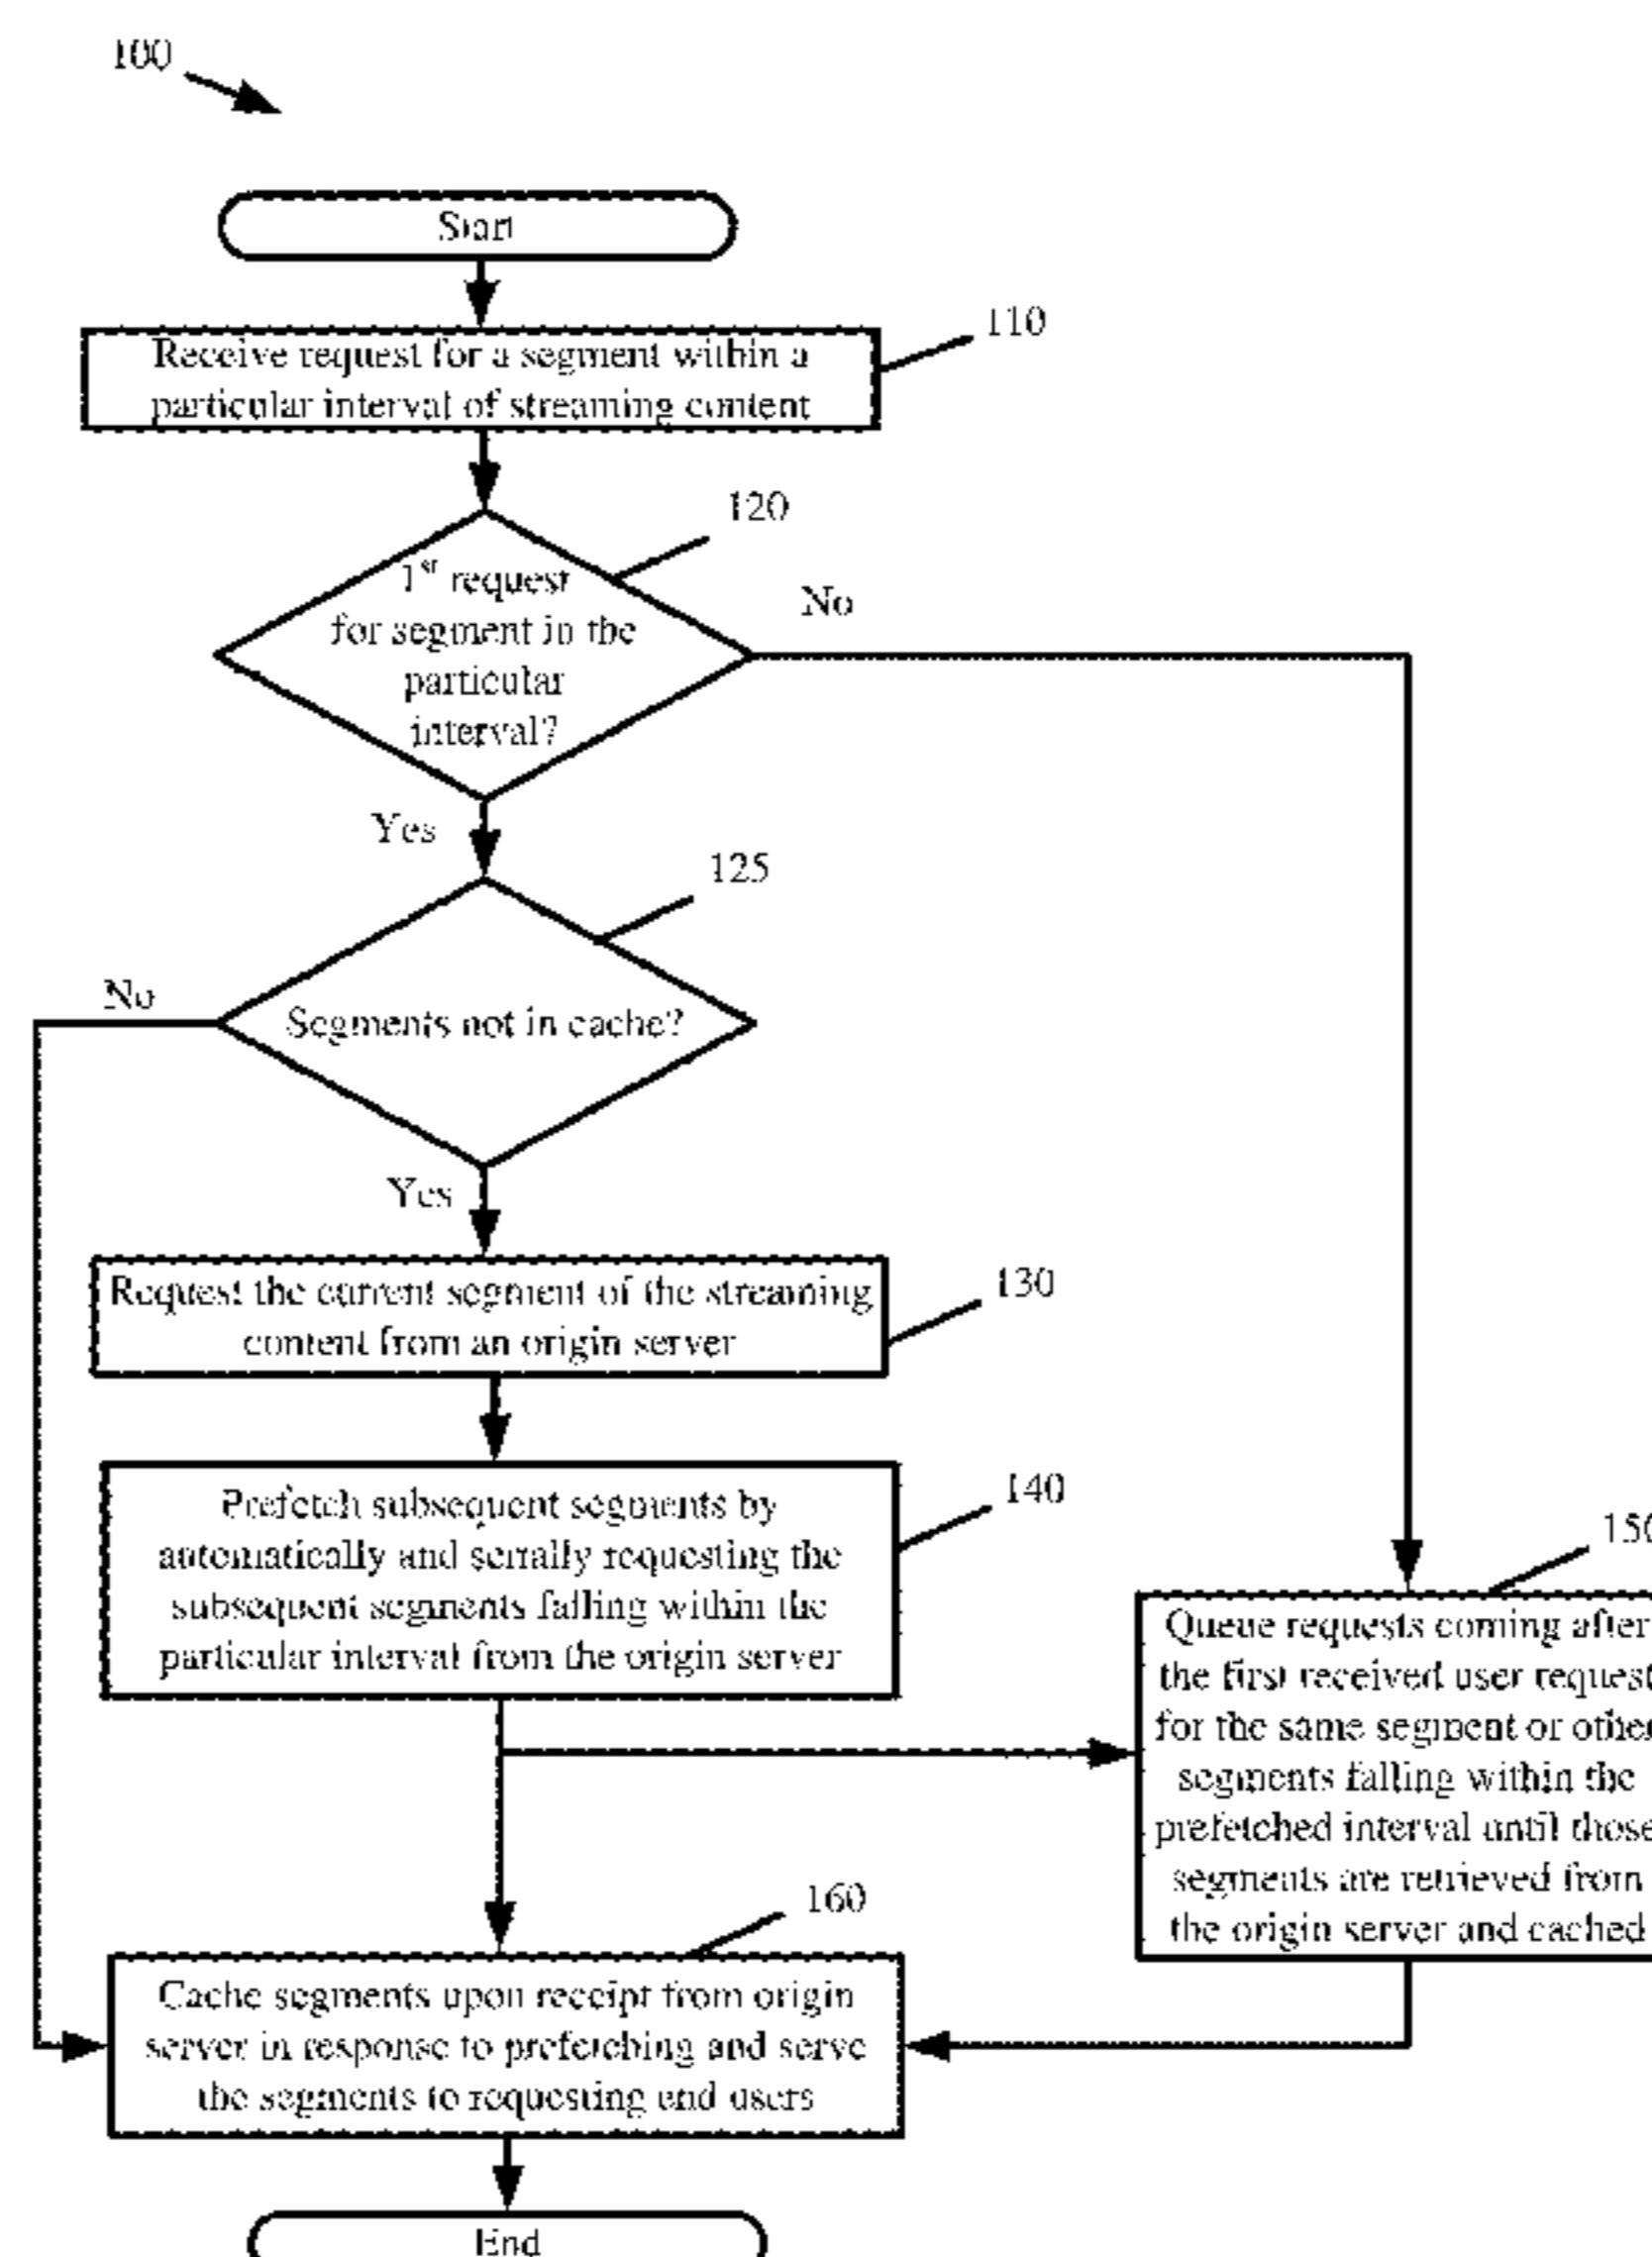 100
Start
Receive request for a segment within a
particular interval of streaming content
110
120
1st request
for segment in the
particular
interval?
No
Yes
125
Segments not in cache?
No
Yes
Request the current segment of the streaming
content from an origin server
130
Prefetch subsequent segments by
automatically and serially requesting the
subsequent segments falling within the
particular interval from the origin server
140
150
Queue requests coming after
the first received user request
for the same segment or other
segments falling within the
prefetched interval until those
segments are retrieved from
the origin server and cached
160
Cache segments upon receipt from origin
server in response to prefetching and serve
the segments to requesting end users
End